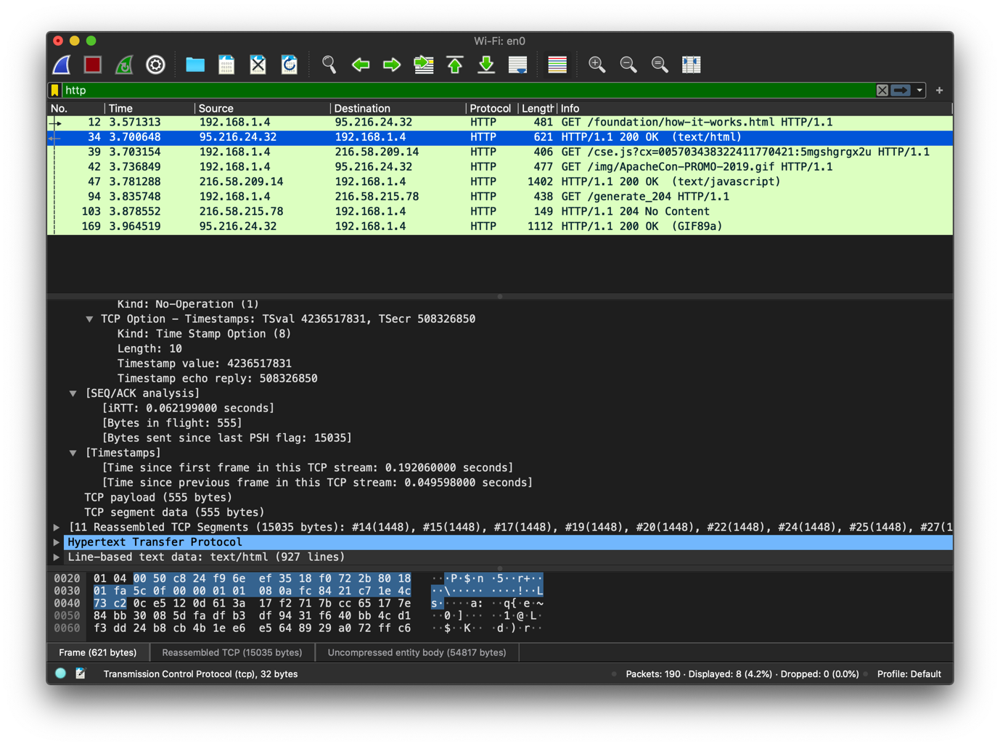 Wi-Fi: en0
http
No. Time Source Destination Protocol Length Info
12 3.571313 192.168.1.4 95.216.24.32 HTTP 481 GET /foundation/how-it-works.html HTTP/1.1
34 3.700648 95.216.24.32 192.168.1.4 HTTP 621 HTTP/1.1 200 OK (text/html)
39 3.703154 192.168.1.4 216.58.209.14 HTTP 406 GET /cse.js?cx=005703438322411770421:5mgshgrgx2u HTTP/1.1
42 3.736849 192.168.1.4 95.216.24.32 HTTP 477 GET /img/ApacheCon-PROMO-2019.gif HTTP/1.1
47 3.781288 216.58.209.14 192.168.1.4 HTTP 1402 HTTP/1.1 200 OK (text/javascript)
94 3.835748 192.168.1.4 216.58.215.78 HTTP 438 GET /generate_204 HTTP/1.1
103 3.878552 216.58.215.78 192.168.1.4 HTTP 149 HTTP/1.1 204 No Content
169 3.964519 95.216.24.32 192.168.1.4 HTTP 1112 HTTP/1.1 200 OK (GIF89a)
Kind: No-Operation (1)
TCP Option – Timestamps: TSval 4236517831, TSecr 508326850
Kind: Time Stamp Option (8)
Length: 10
Timestamp value: 4236517831
Timestamp echo reply: 508326850
[SEQ/ACK analysis]
[iRTT: 0.062199000 seconds]
[Bytes in flight: 555]
[Bytes sent since last PSH flag: 15035]
[Timestamps]
[Time since first frame in this TCP stream: 0.192060000 seconds]
[Time since previous frame in this TCP stream: 0.049598000 seconds]
TCP payload (555 bytes)
TCP segment data (555 bytes)
[11 Reassembled TCP Segments (15035 bytes): #14(1448), #15(1448), #17(1448), #19(1448), #20(1448), #22(1448), #24(1448), #25(1448), #27(1
Hypertext Transfer Protocol
Line-based text data: text/html (927 lines)
0020 01 04 00 50 c8 24 f9 6e ef 35 18 f0 72 2b 80 18 ···P·$·n ·5··r+··
0030 01 fa 5c 0f 00 00 01 01 08 0a fc 84 21 c7 1e 4c ··\····· ····!··L
0040 73 c2 0c e5 12 0d 61 3a 17 f2 71 7b cc 65 17 7e s·····a: ··q{·e·~
0050 84 bb 30 08 5d fa df b3 df 94 31 f6 40 bb 4c d1 ··0·]··· ··1·@·L·
0060 f3 dd 24 b8 cb 4b 1e e6 e5 64 89 29 a0 72 ff c6 ··$··K·· ·d·)·r··
Frame (621 bytes) Reassembled TCP (15035 bytes) Uncompressed entity body (54817 bytes)
Transmission Control Protocol (tcp), 32 bytes Packets: 190 · Displayed: 8 (4.2%) · Dropped: 0 (0.0%) Profile: Default